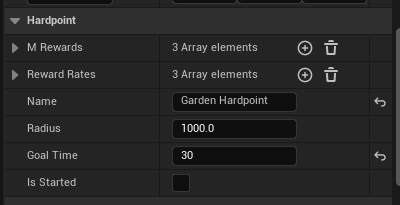 Hardpoint
M Rewards 3 Array elements
Reward Rates 3 Array elements
Name Garden Hardpoint
Radius 1000.0
Goal Time 30
Is Started